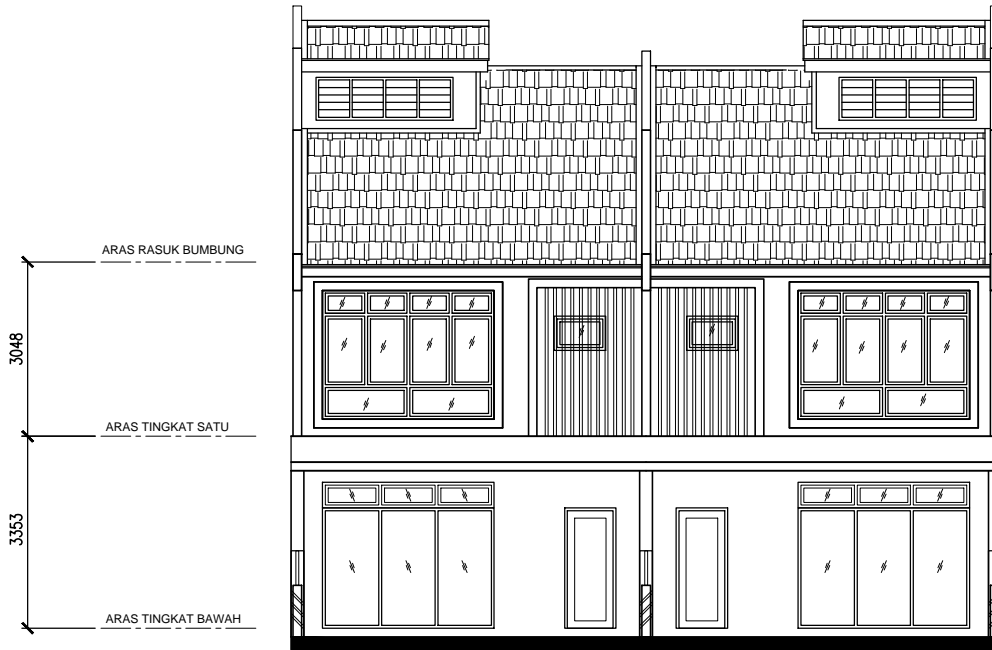 ARAS RASUK BUMBUNG
3048
ARAS TINGKAT SATU
3353
ARAS TINGKAT BAWAH